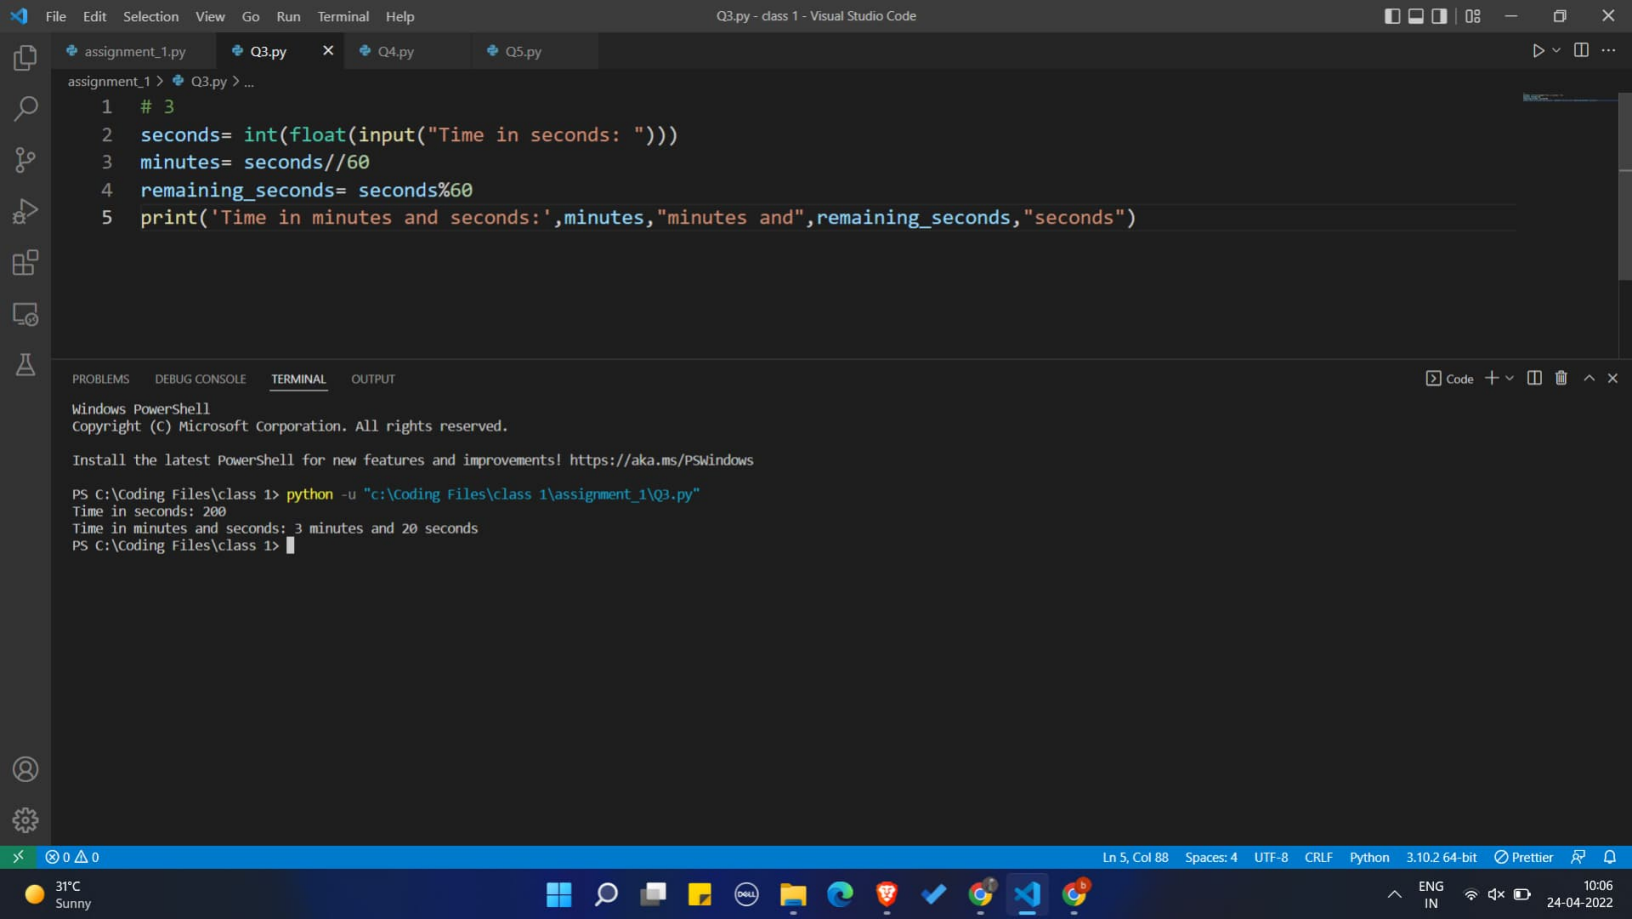 File Edit Selection View Go Run Terminal Help
Q3.py - class 1 - Visual Studio Code
assignment_1.py Q3.py Q4.py Q5.py
assignment_1 > Q3.py > ...
1 # 3
2 seconds= int(float(input("Time in seconds: ")))
3 minutes= seconds//60
4 remaining_seconds= seconds%60
5 print('Time in minutes and seconds:',minutes,"minutes and",remaining_seconds,"seconds")
PROBLEMS DEBUG CONSOLE TERMINAL OUTPUT
Code
Windows PowerShell
Copyright (C) Microsoft Corporation. All rights reserved.
Install the latest PowerShell for new features and improvements! https://aka.ms/PSWindows
PS C:\Coding Files\class 1> python -u "c:\Coding Files\class 1\assignment_1\Q3.py"
Time in seconds: 200
Time in minutes and seconds: 3 minutes and 20 seconds
PS C:\Coding Files\class 1>
0 0
Ln 5, Col 88 Spaces: 4 UTF-8 CRLF Python 3.10.2 64-bit Prettier
31°C
Sunny
DELL
b
ENG
IN
10:06
24-04-2022